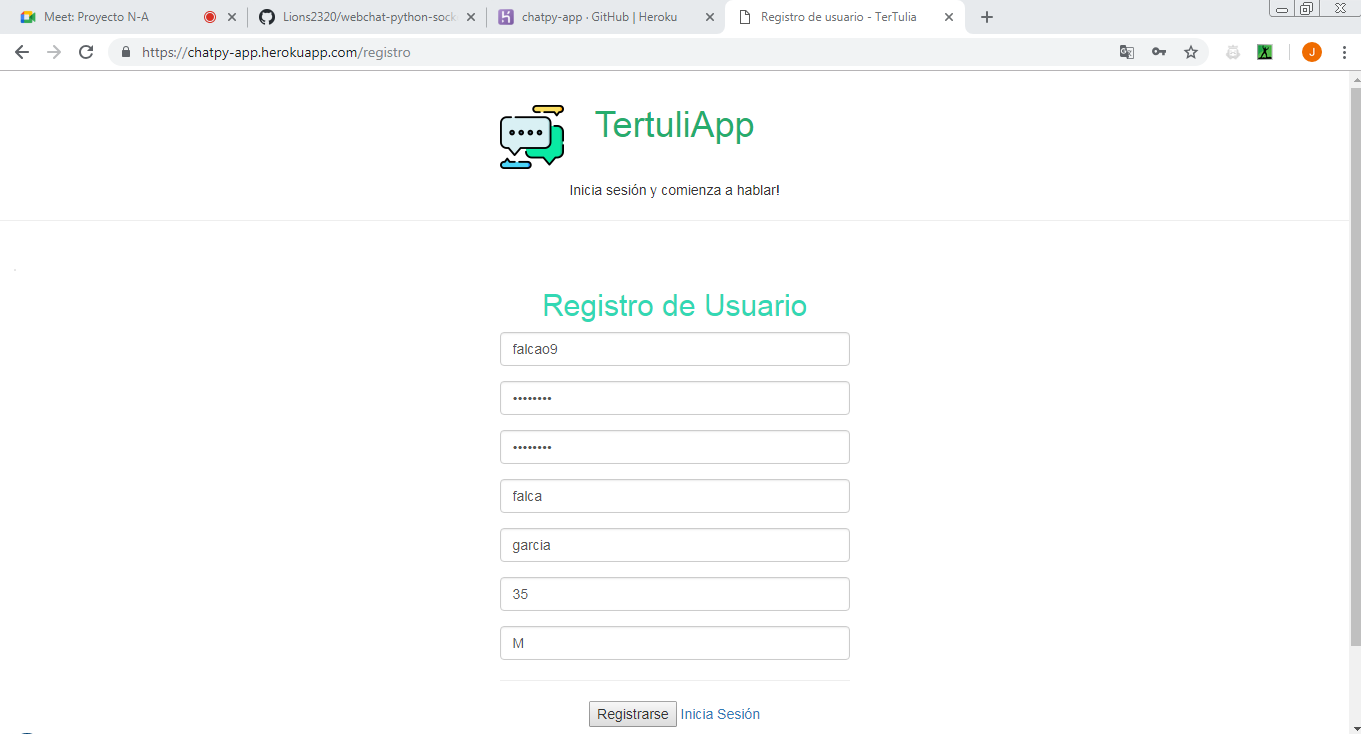 Meet: Proyecto N-A
Lions2320/webchat-python-sock
chatpy-app · GitHub | Heroku
Registro de usuario - TerTulia
https://chatpy-app.herokuapp.com/registro
J
TertuliApp
Inicia sesión y comienza a hablar!
Registro de Usuario
falcao9
••••••••
••••••••
falca
garcia
35
M
Registrarse Inicia Sesión